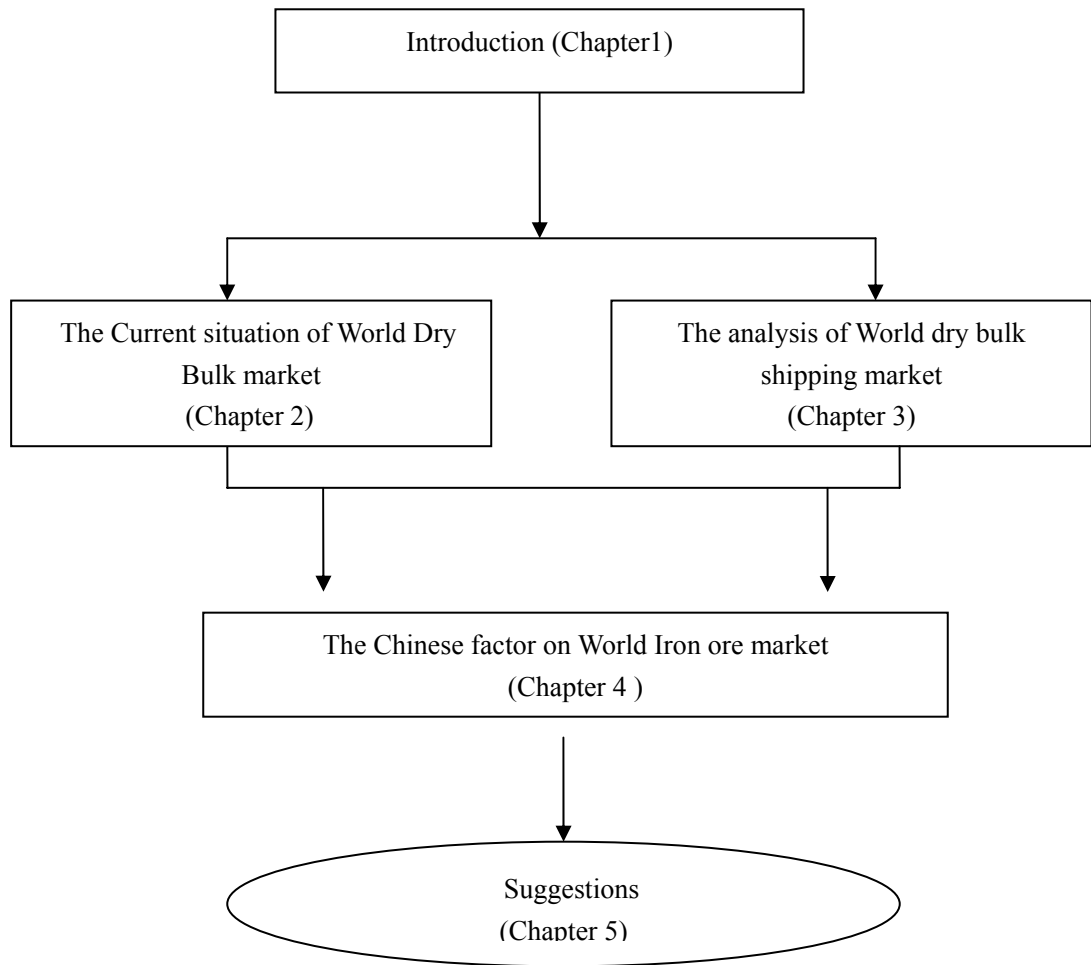 Introduction (Chapter1)
The Current situation of World Dry
Bulk market
(Chapter 2)
The analysis of World dry bulk
shipping market
(Chapter 3)
The Chinese factor on World Iron ore market
(Chapter 4 )
Suggestions
(Chapter 5)